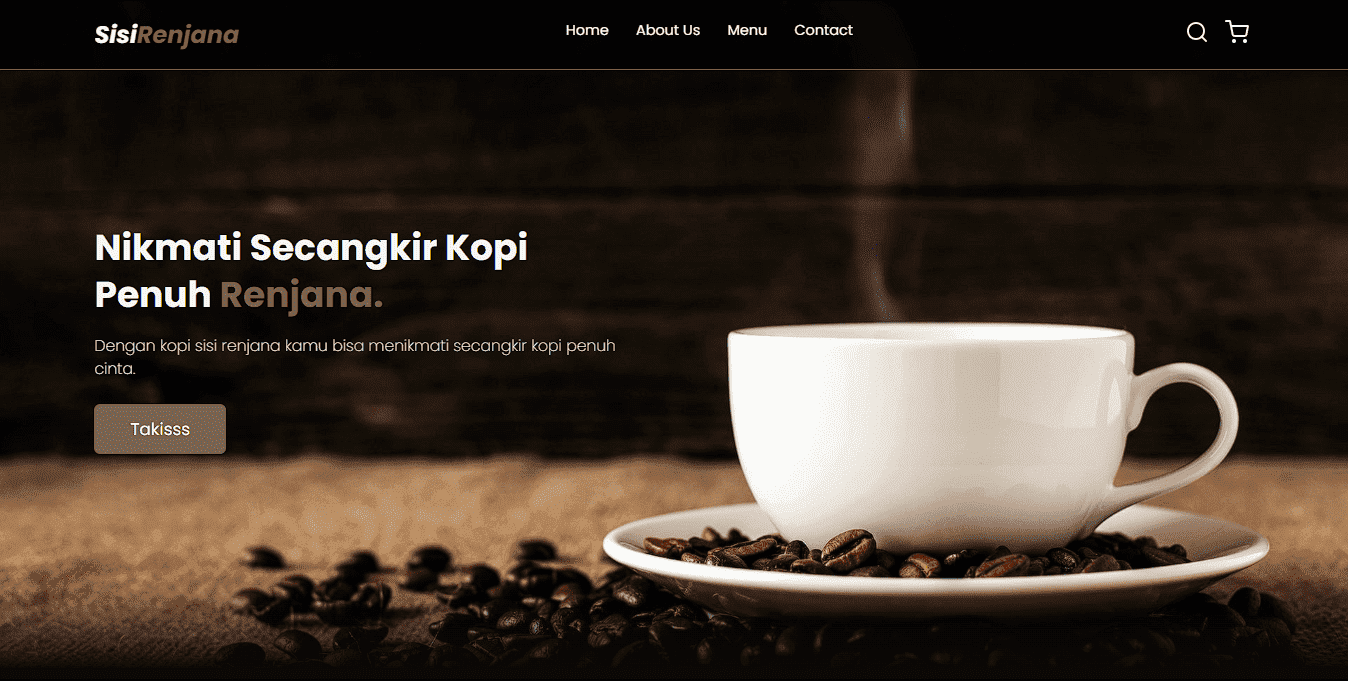 SisiRenjana
Home About Us Menu Contact
Nikmati Secangkir Kopi
Penuh Renjana.
Dengan kopi sisi renjana kamu bisa menikmati secangkir kopi penuh
cinta.
Takisss